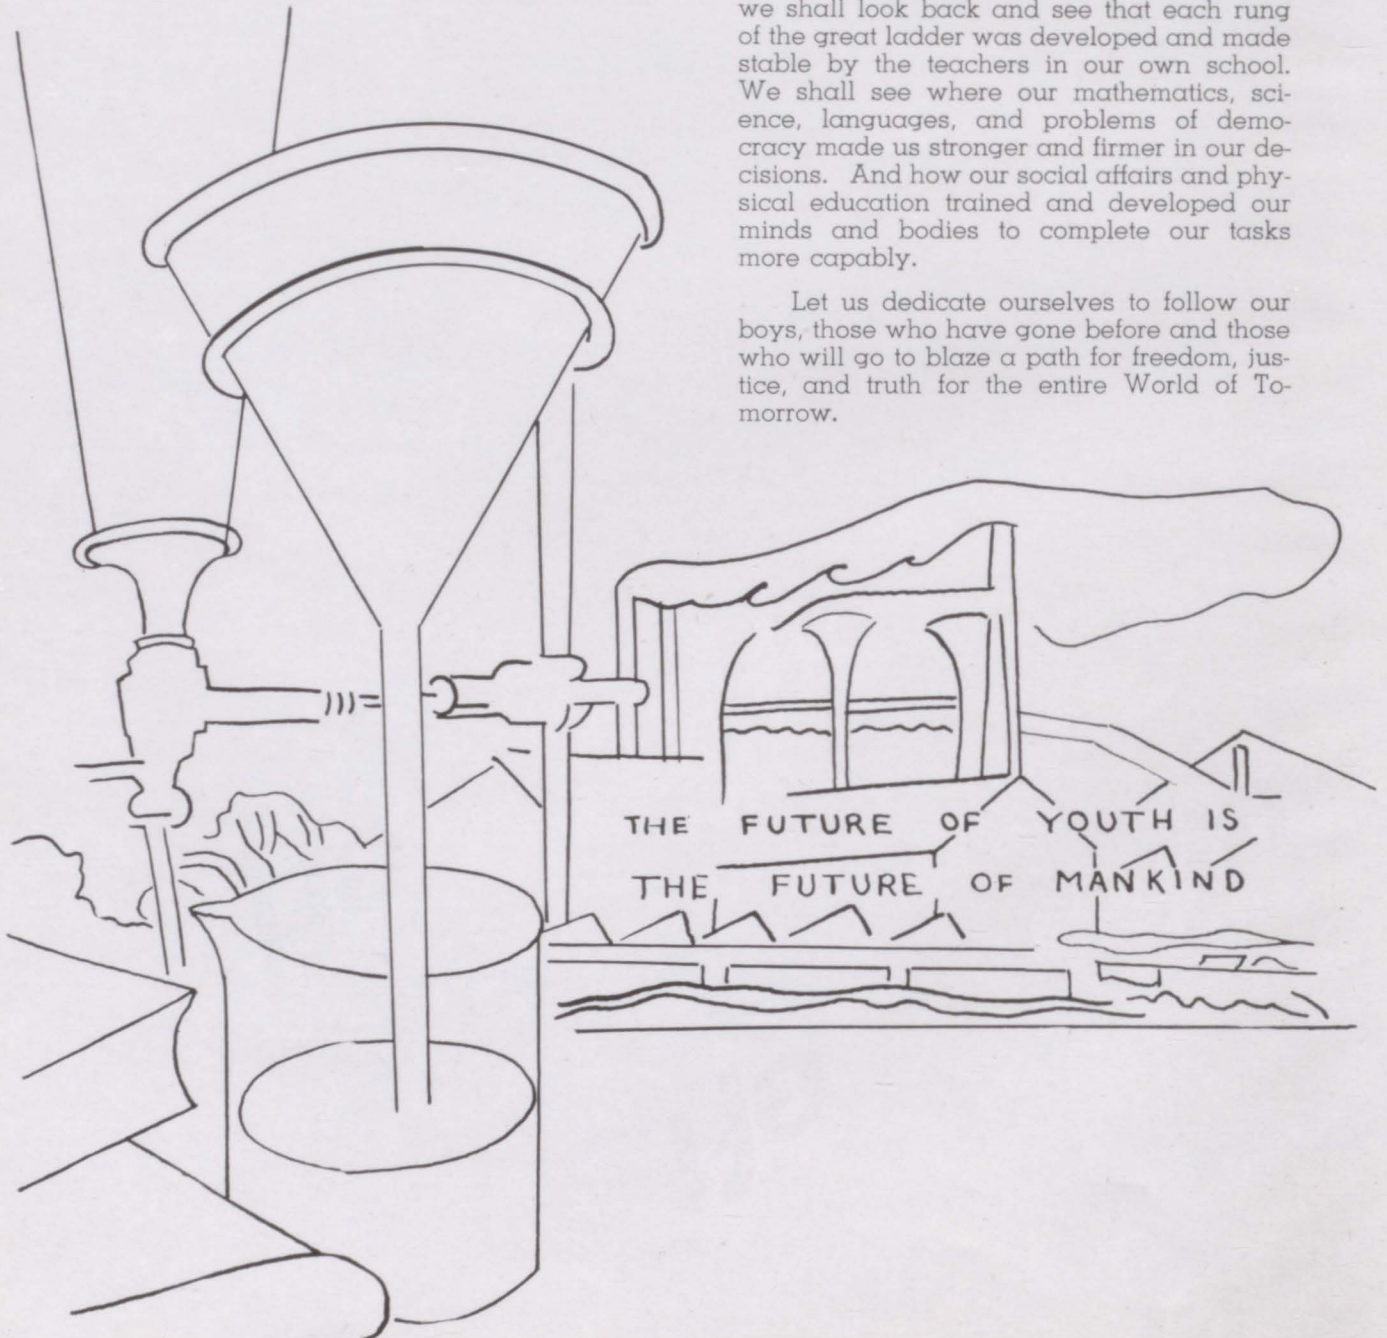 we shall look back and see that each rung
of the great ladder was developed and made
stable by the teachers in our own school.
We shall see where our mathematics, sci-
ence, languages, and problems of demo-
cracy made us stronger and firmer in our de-
cisions. And how our social affairs and phy-
sical education trained and developed our
minds and bodies to complete our tasks
more capably.
Let us dedicate ourselves to follow our
boys, those who have gone before and those
who will go to blaze a path for freedom, jus-
tice, and truth for the entire World of To-
morrow.
THE FUTURE OF YOUTH IS
THE FUTURE OF MANKIND